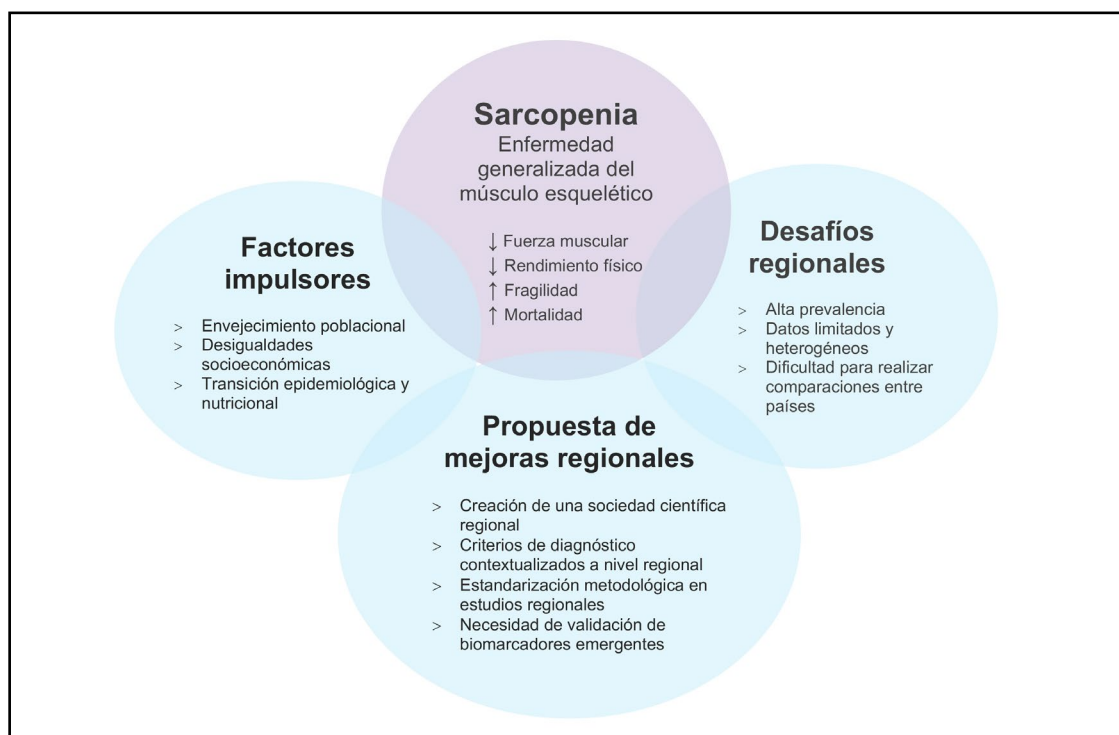 Sarcopenia
Enfermedad
generalizada del
músculo esquelético
↓ Fuerza muscular
↓ Rendimiento físico
↑ Fragilidad
↑ Mortalidad
Factores
impulsores
> Envejecimiento poblacional
> Desigualdades
socioeconómicas
> Transición epidemiológica y
nutricional
Desafíos
regionales
> Alta prevalencia
> Datos limitados y
heterogéneos
> Dificultad para realizar
comparaciones entre
países
Propuesta de
mejoras regionales
> Creación de una sociedad científica
regional
> Criterios de diagnóstico
contextualizados a nivel regional
> Estandarización metodológica en
estudios regionales
> Necesidad de validación de
biomarcadores emergentes